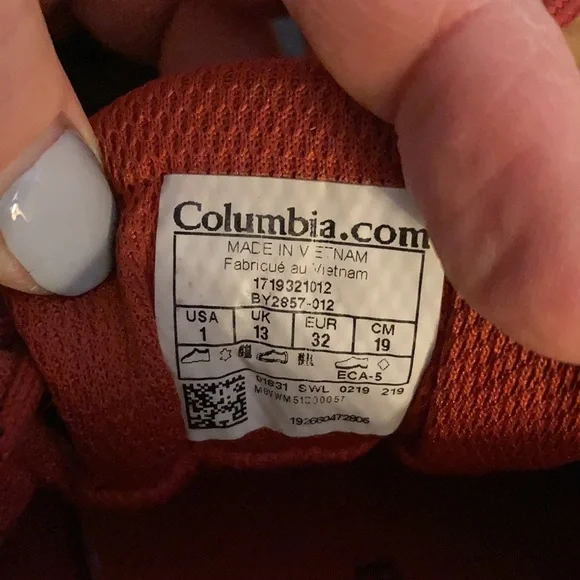 Columbia.com
MADE IN VIETNAM
Fabriqué au Vietnam
1719321012
BY2857-012
USA UK EUR CM
1 13 32 19
ECA-5
01831 SWL 0219 219
192660472806